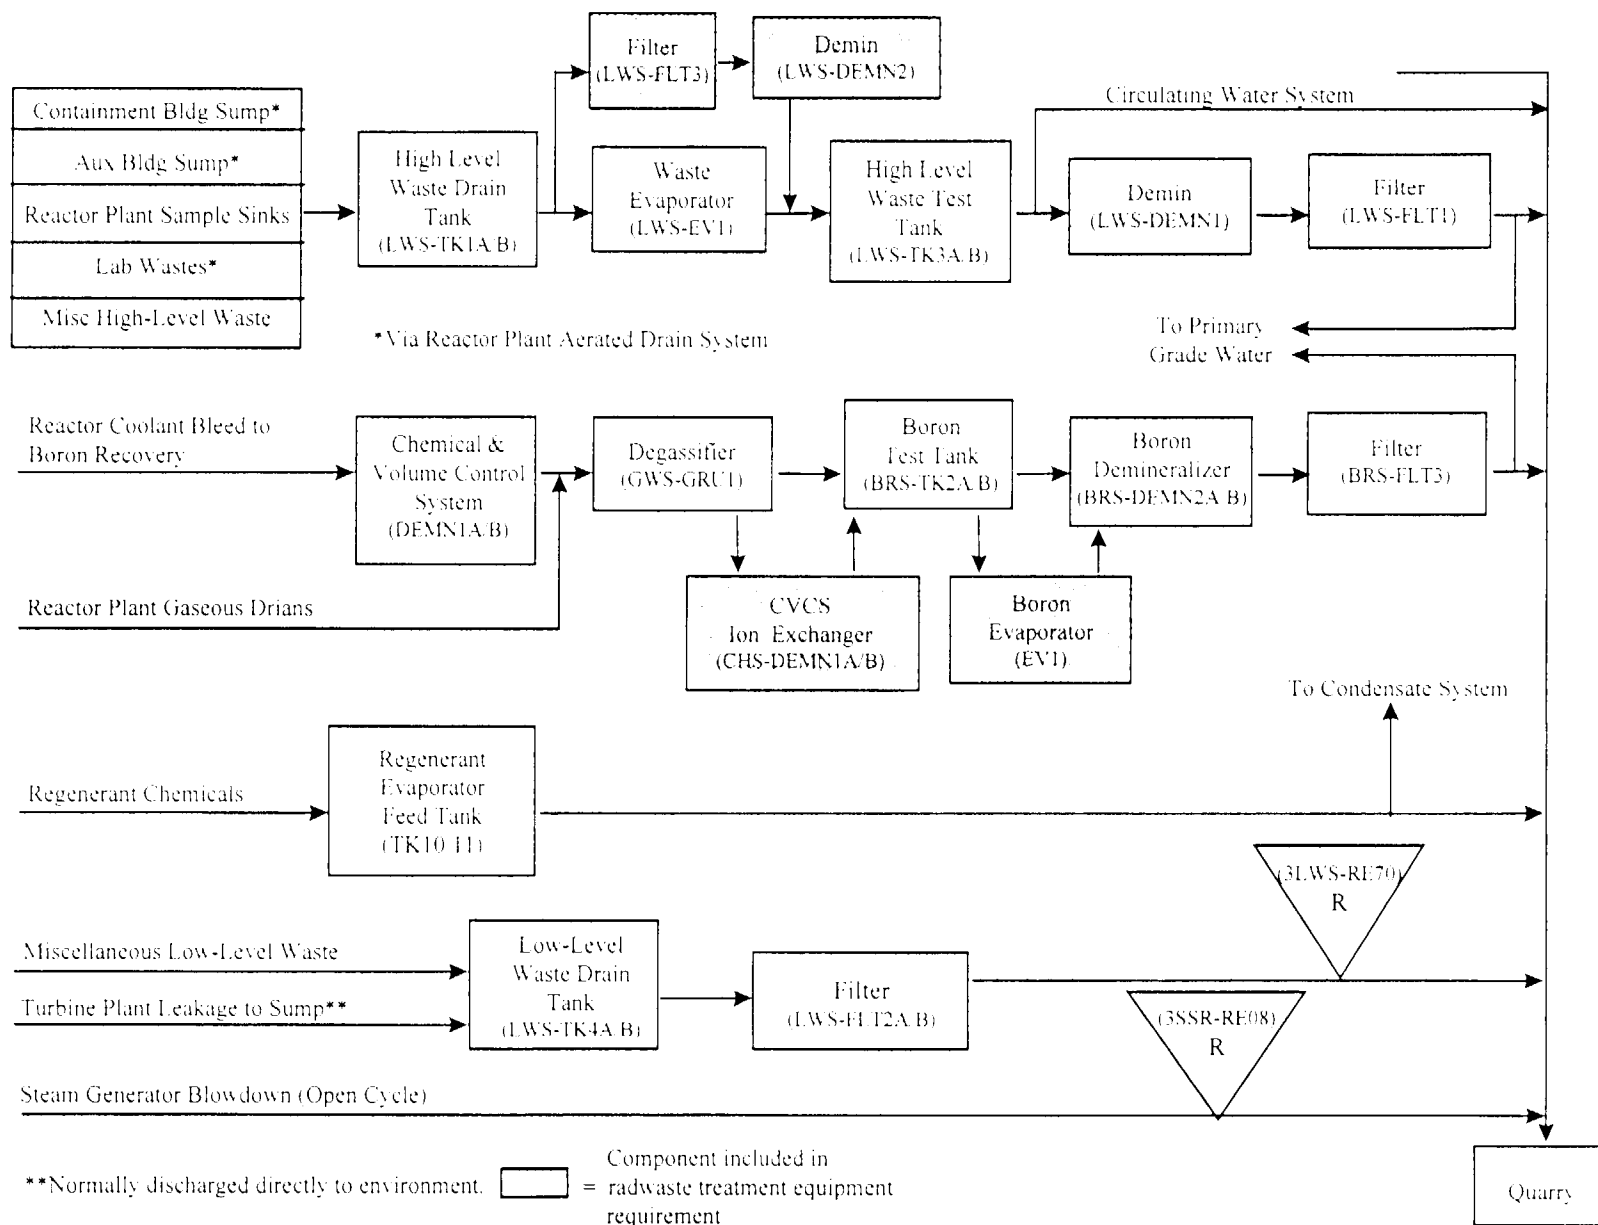 Filter
(LWS-FLT3)
Demin
(LWS-DEMN2)
Circulating Water System
Containment Bldg Sump*
Aux Bldg Sump*
Reactor Plant Sample Sinks
Lab Wastes*
Misc High-Level Waste
High Level
Waste Drain
Tank
(LWS-TK1A/B)
Waste
Evaporator
(LWS-EV1)
High Level
Waste Test
Tank
(LWS-TK3A/B)
Demin
(LWS-DEMN1)
Filter
(LWS-FLT1)
*Via Reactor Plant Aerated Drain System
To Primary
Grade Water
Reactor Coolant Bleed to
Boron Recovery
Chemical &
Volume Control
System
(DEMN1A/B)
Degassifier
(GWS-GRU1)
Boron
Test Tank
(BRS-TK2A/B)
Boron
Demineralizer
(BRS-DEMN2A/B)
Filter
(BRS-FLT3)
Reactor Plant Gaseous Drians
CVCS
Ion Exchanger
(CHS-DEMN1A/B)
Boron
Evaporator
(EV1)
To Condensate System
Regenerant Chemicals
Regenerant
Evaporator
Feed Tank
(TK10/11)
(3LWS-RE70)
R
Miscellaneous Low-Level Waste
Turbine Plant Leakage to Sump**
Low-Level
Waste Drain
Tank
(LWS-TK4A/B)
Filter
(LWS-FLT2A/B)
(3SSR-RE08)
R
Steam Generator Blowdown (Open Cycle)
**Normally discharged directly to environment.
= Component included in
radwaste treatment equipment
requirement
Quarry